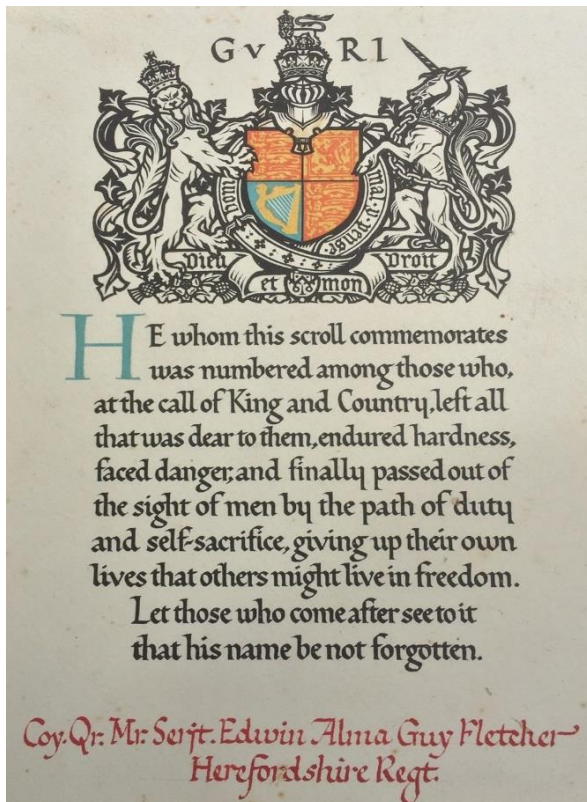 G V R I
Honi mal y pense
Dieu et mon Droit
HE whom this scroll commemorates
was numbered among those who,
at the call of King and Country, left all
that was dear to them, endured hardness,
faced danger, and finally passed out of
the sight of men by the path of duty
and self-sacrifice, giving up their own
lives that others might live in freedom.
Let those who come after see to it
that his name be not forgotten.
Coy. Qr. Mr. Serjt. Edwin Alma Guy Fletcher
Herefordshire Regt.